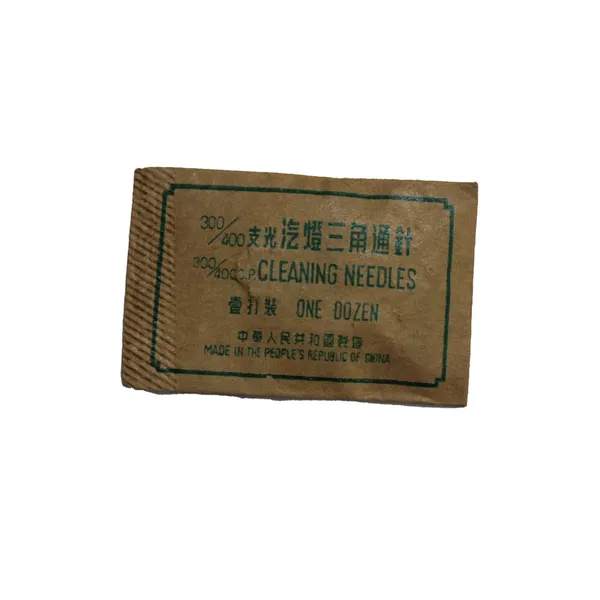 300/400支光汽燈三角通針
300/400C.P. CLEANING NEEDLES
壹打裝 ONE DOZEN
中華人民共和國製造
MADE IN THE PEOPLE'S REPUBLIC OF CHINA